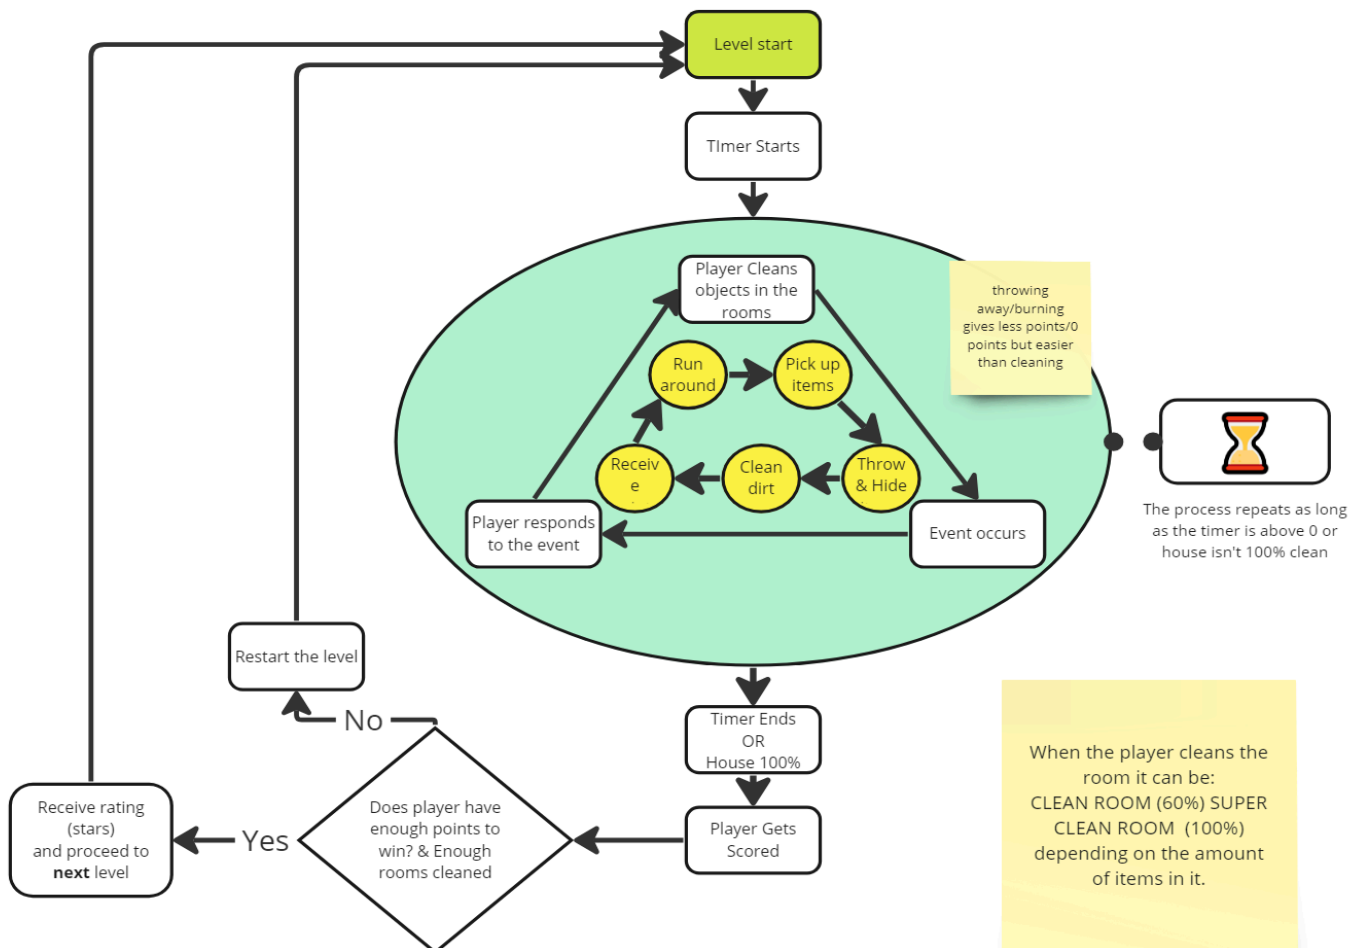 Level start
TImer Starts
Player Cleans
objects in the
rooms
throwing
away/burning
gives less points/0
points but easier
than cleaning
Run
around
Pick up
items
Receiv
e
Clean
dirt
Throw
& Hide
Player responds
to the event
Event occurs
The process repeats as long
as the timer is above 0 or
house isn't 100% clean
Restart the level
No
Timer Ends
OR
House 100%
When the player cleans the
room it can be:
CLEAN ROOM (60%) SUPER
CLEAN ROOM (100%)
depending on the amount
of items in it.
Receive rating
(stars)
and proceed to
next level
Yes
Does player have
enough points to
win? & Enough
rooms cleaned
Player Gets
Scored